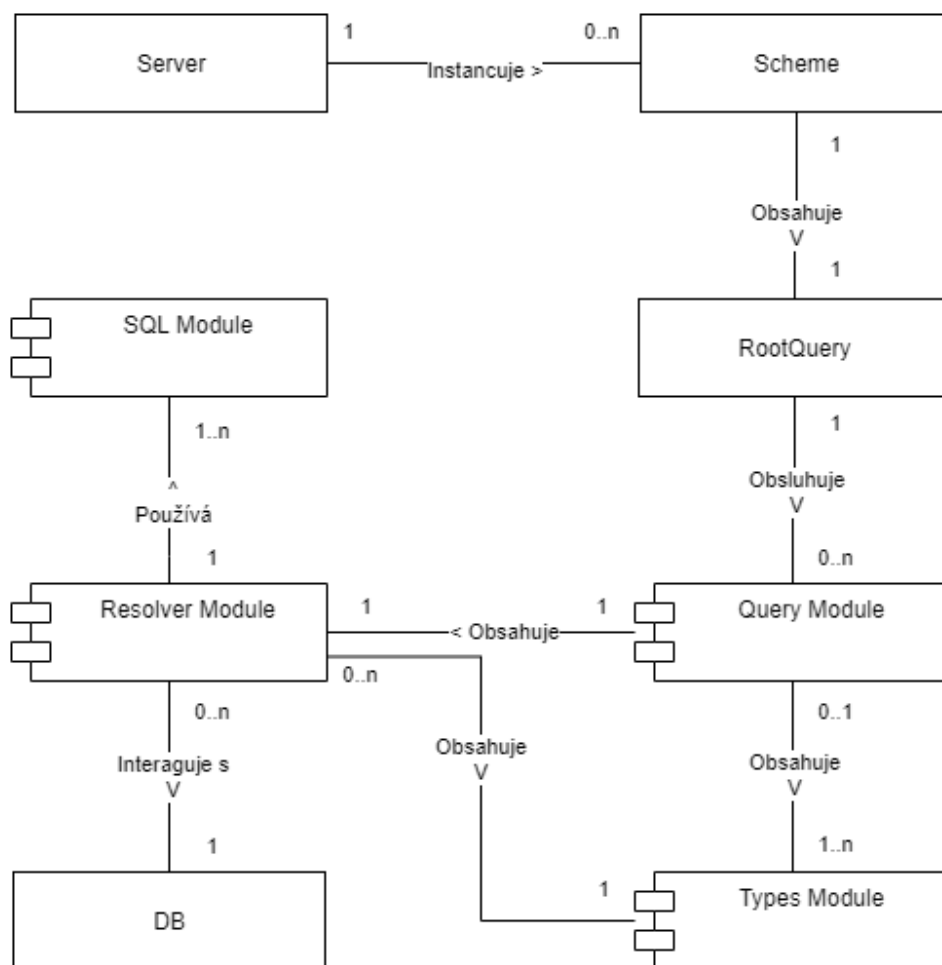 1
0..n
Server
Instancuje >
Scheme
1
Obsahuje
V
1
SQL Module
RootQuery
1..n
1
^
Používá
Obsluhuje
V
1
0..n
Resolver Module
1
1
Query Module
< Obsahuje
0..n
0..n
0..1
Interaguje s
V
Obsahuje
V
Obsahuje
V
1
1..n
1
DB
Types Module